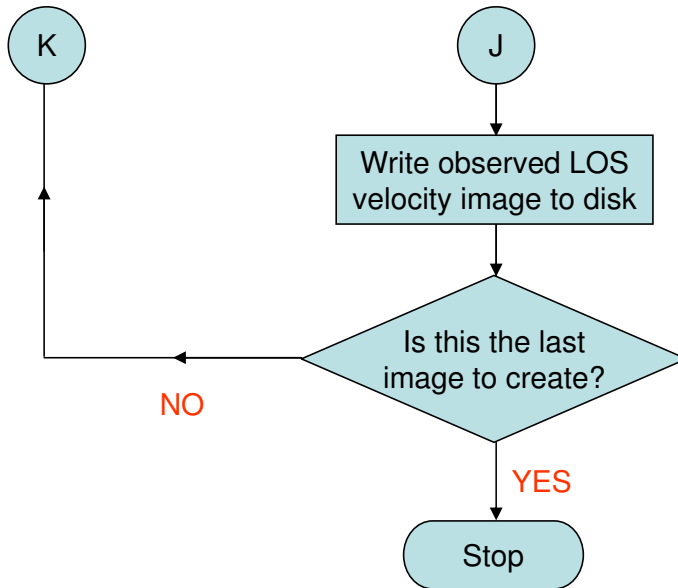 K
J
Write observed LOS
velocity image to disk
Is this the last
image to create?
NO
YES
Stop